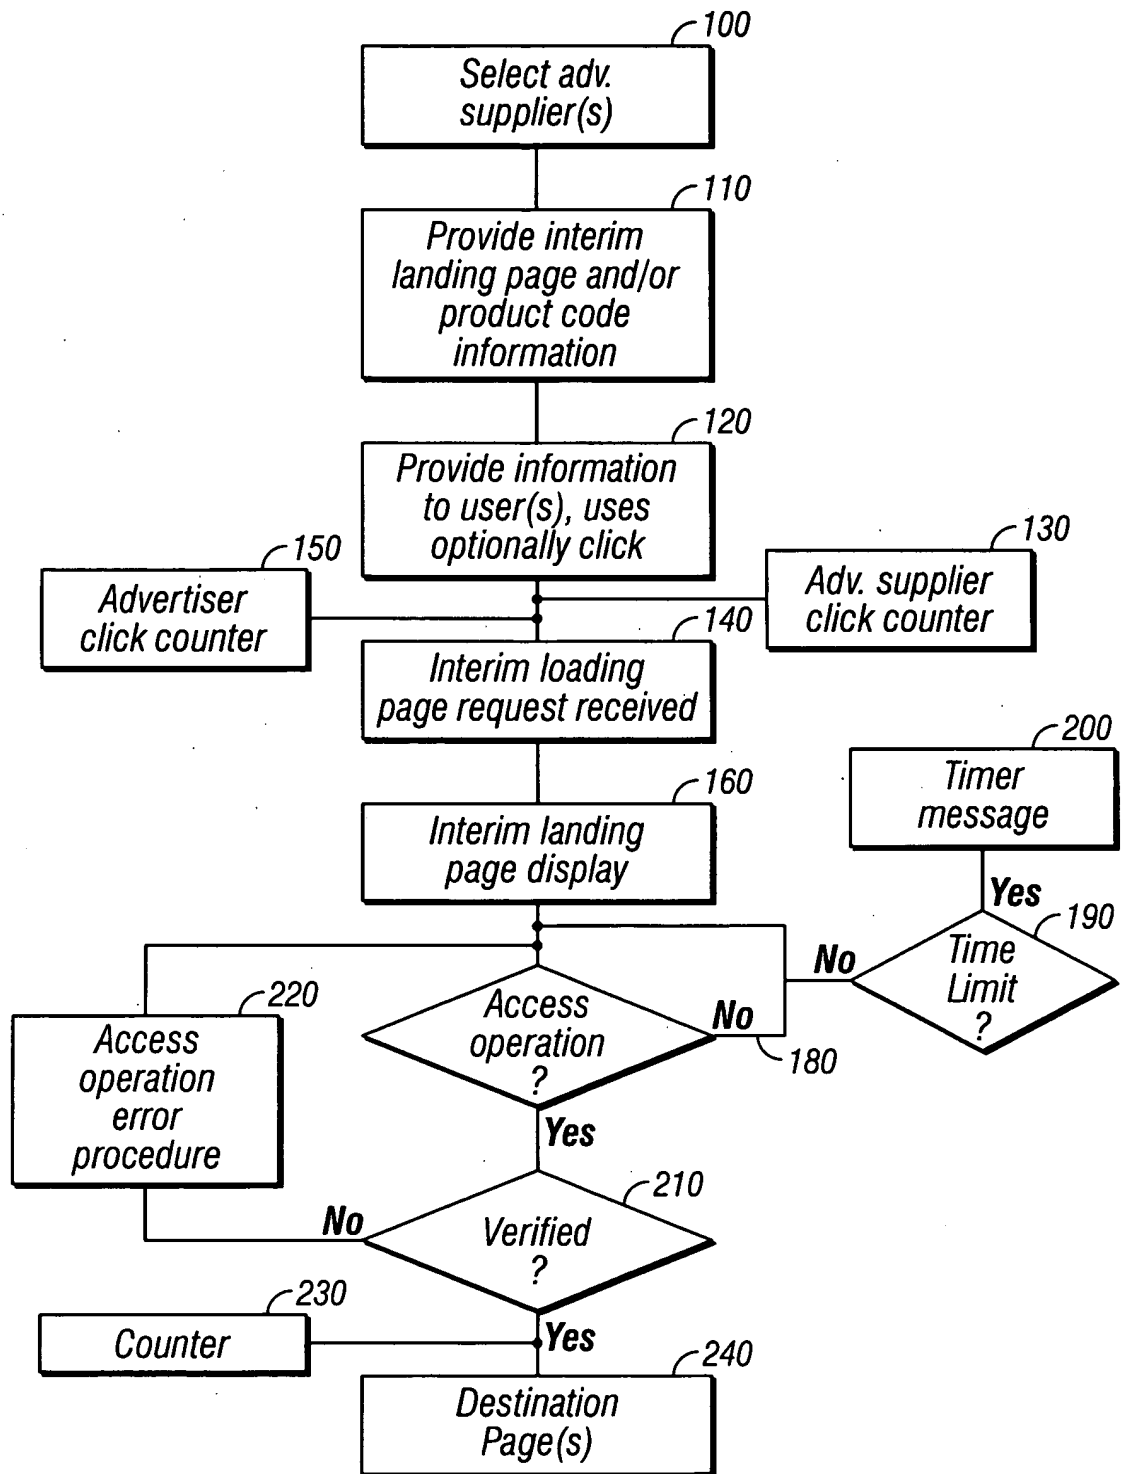 100
Select adv.
supplier(s)
110
Provide interim
landing page and/or
product code
information
120
Provide information
to user(s), uses
optionally click
150
Advertiser
click counter
130
Adv. supplier
click counter
140
Interim loading
page request received
200
Timer
message
160
Interim landing
page display
Yes
190
Time
Limit
?
No
220
Access
operation
error
procedure
Access
operation
?
No
180
Yes
210
Verified
?
No
230
Counter
Yes
240
Destination
Page(s)